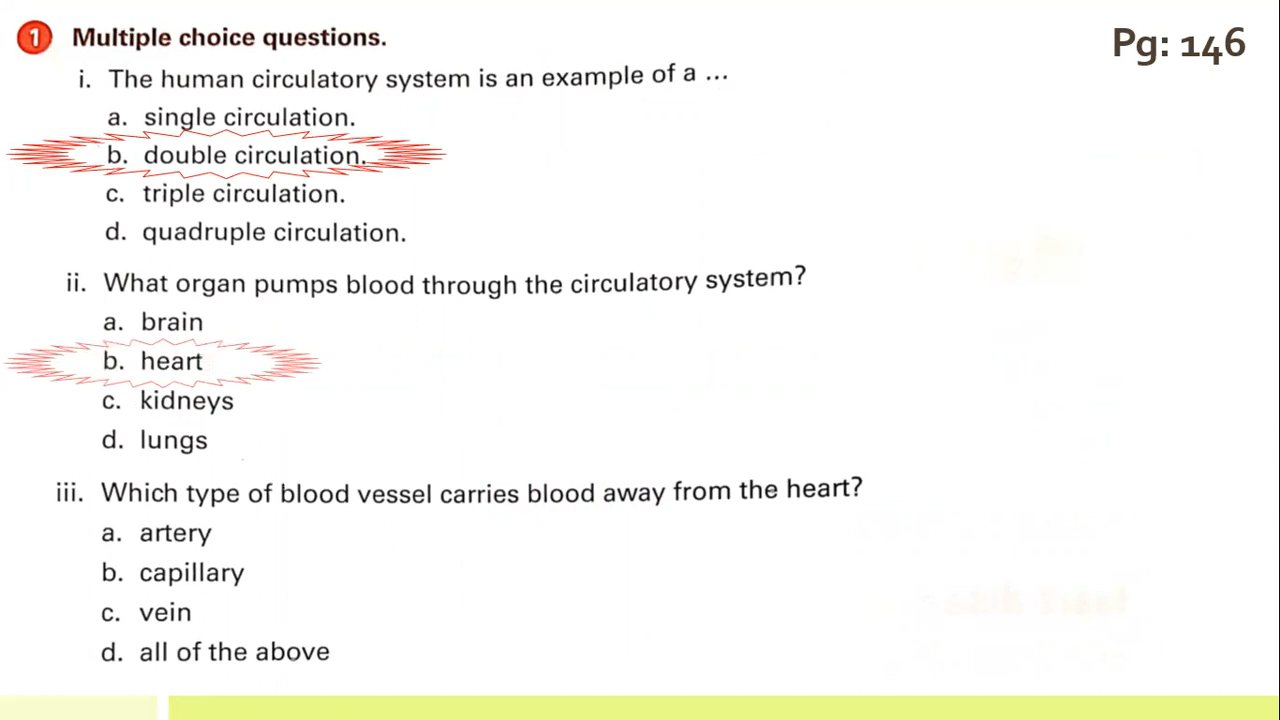 1 Multiple choice questions.
Pg: 146
i. The human circulatory system is an example of a ...
a. single circulation.
b. double circulation.
c. triple circulation.
d. quadruple circulation.
ii. What organ pumps blood through the circulatory system?
a. brain
b. heart
c. kidneys
d. lungs
iii. Which type of blood vessel carries blood away from the heart?
a. artery
b. capillary
c. vein
d. all of the above